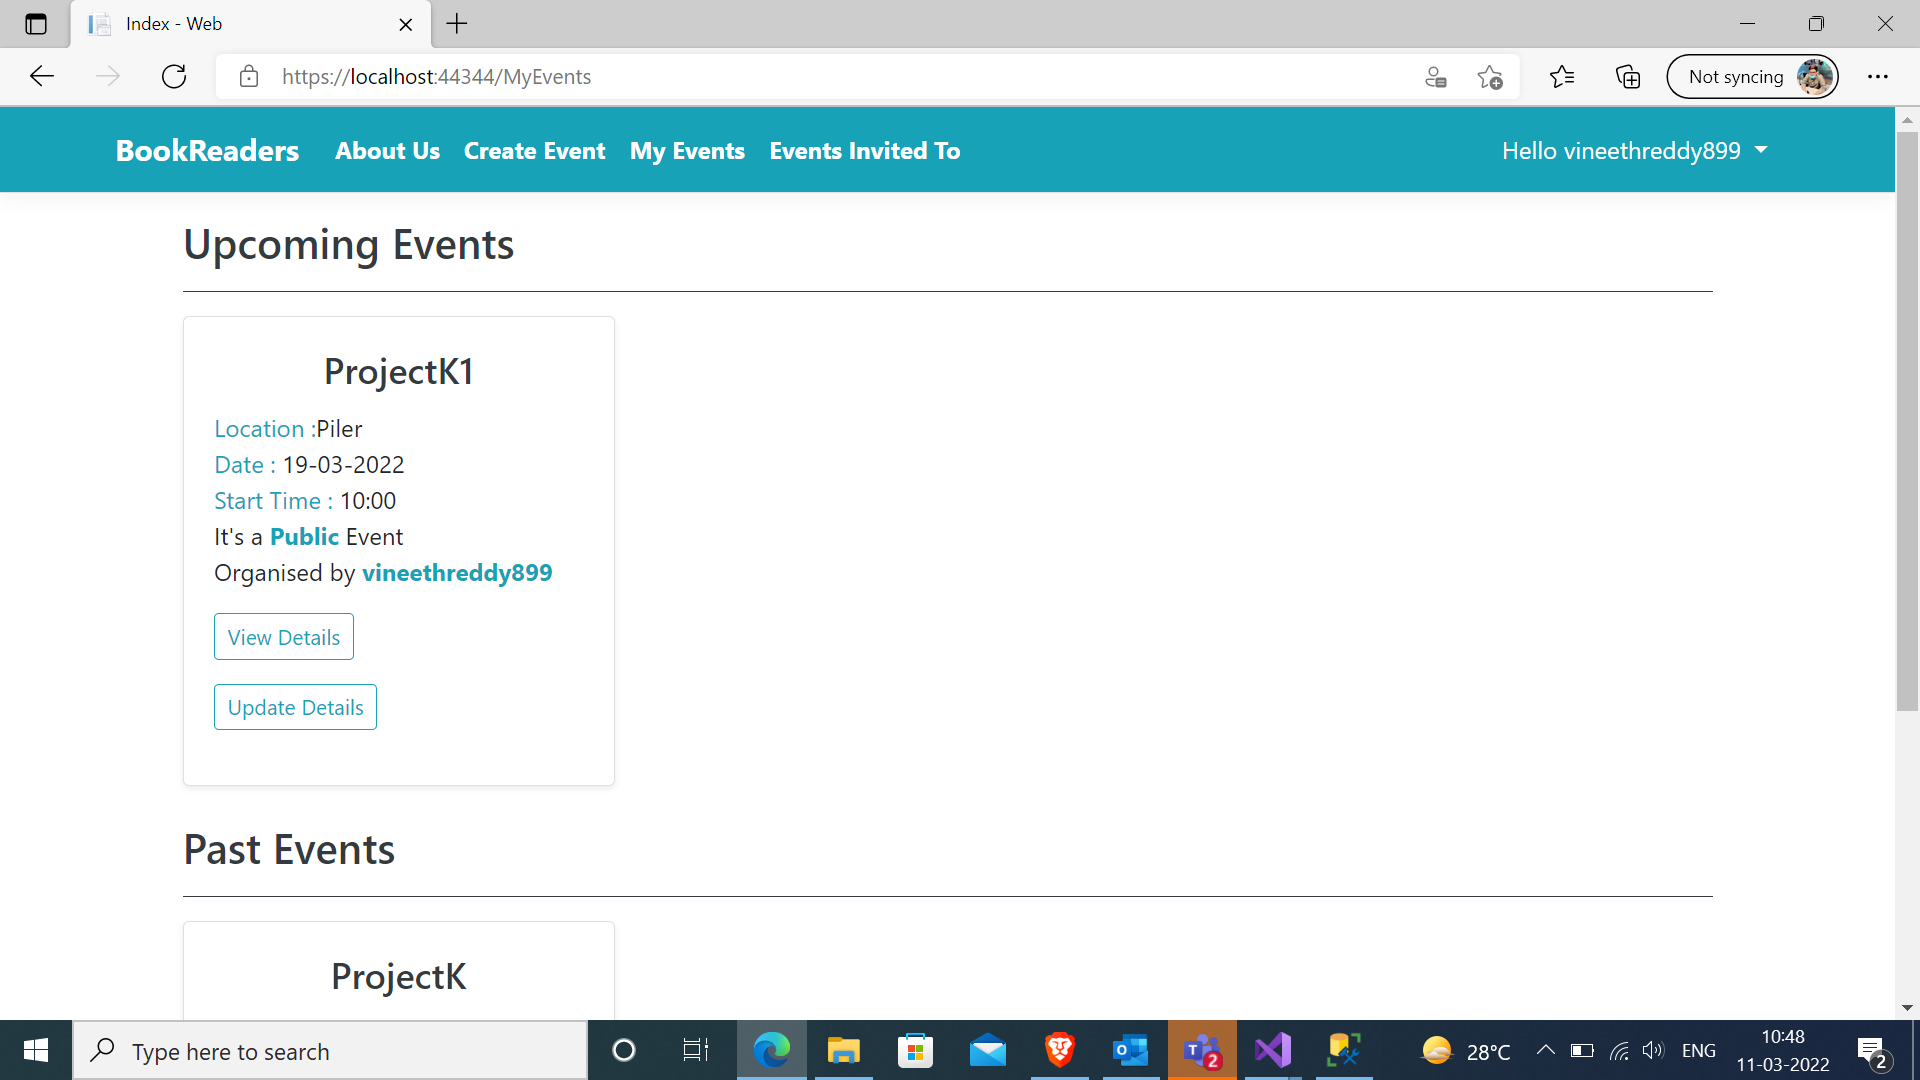 Index - Web
https://localhost:44344/MyEvents
Not syncing
BookReaders About Us Create Event My Events Events Invited To Hello vineethreddy899
Upcoming Events
ProjectK1
Location :Piler
Date : 19-03-2022
Start Time : 10:00
It's a Public Event
Organised by vineethreddy899
View Details
Update Details
Past Events
ProjectK
Type here to search
2
28°C
ENG
10:48
11-03-2022
2